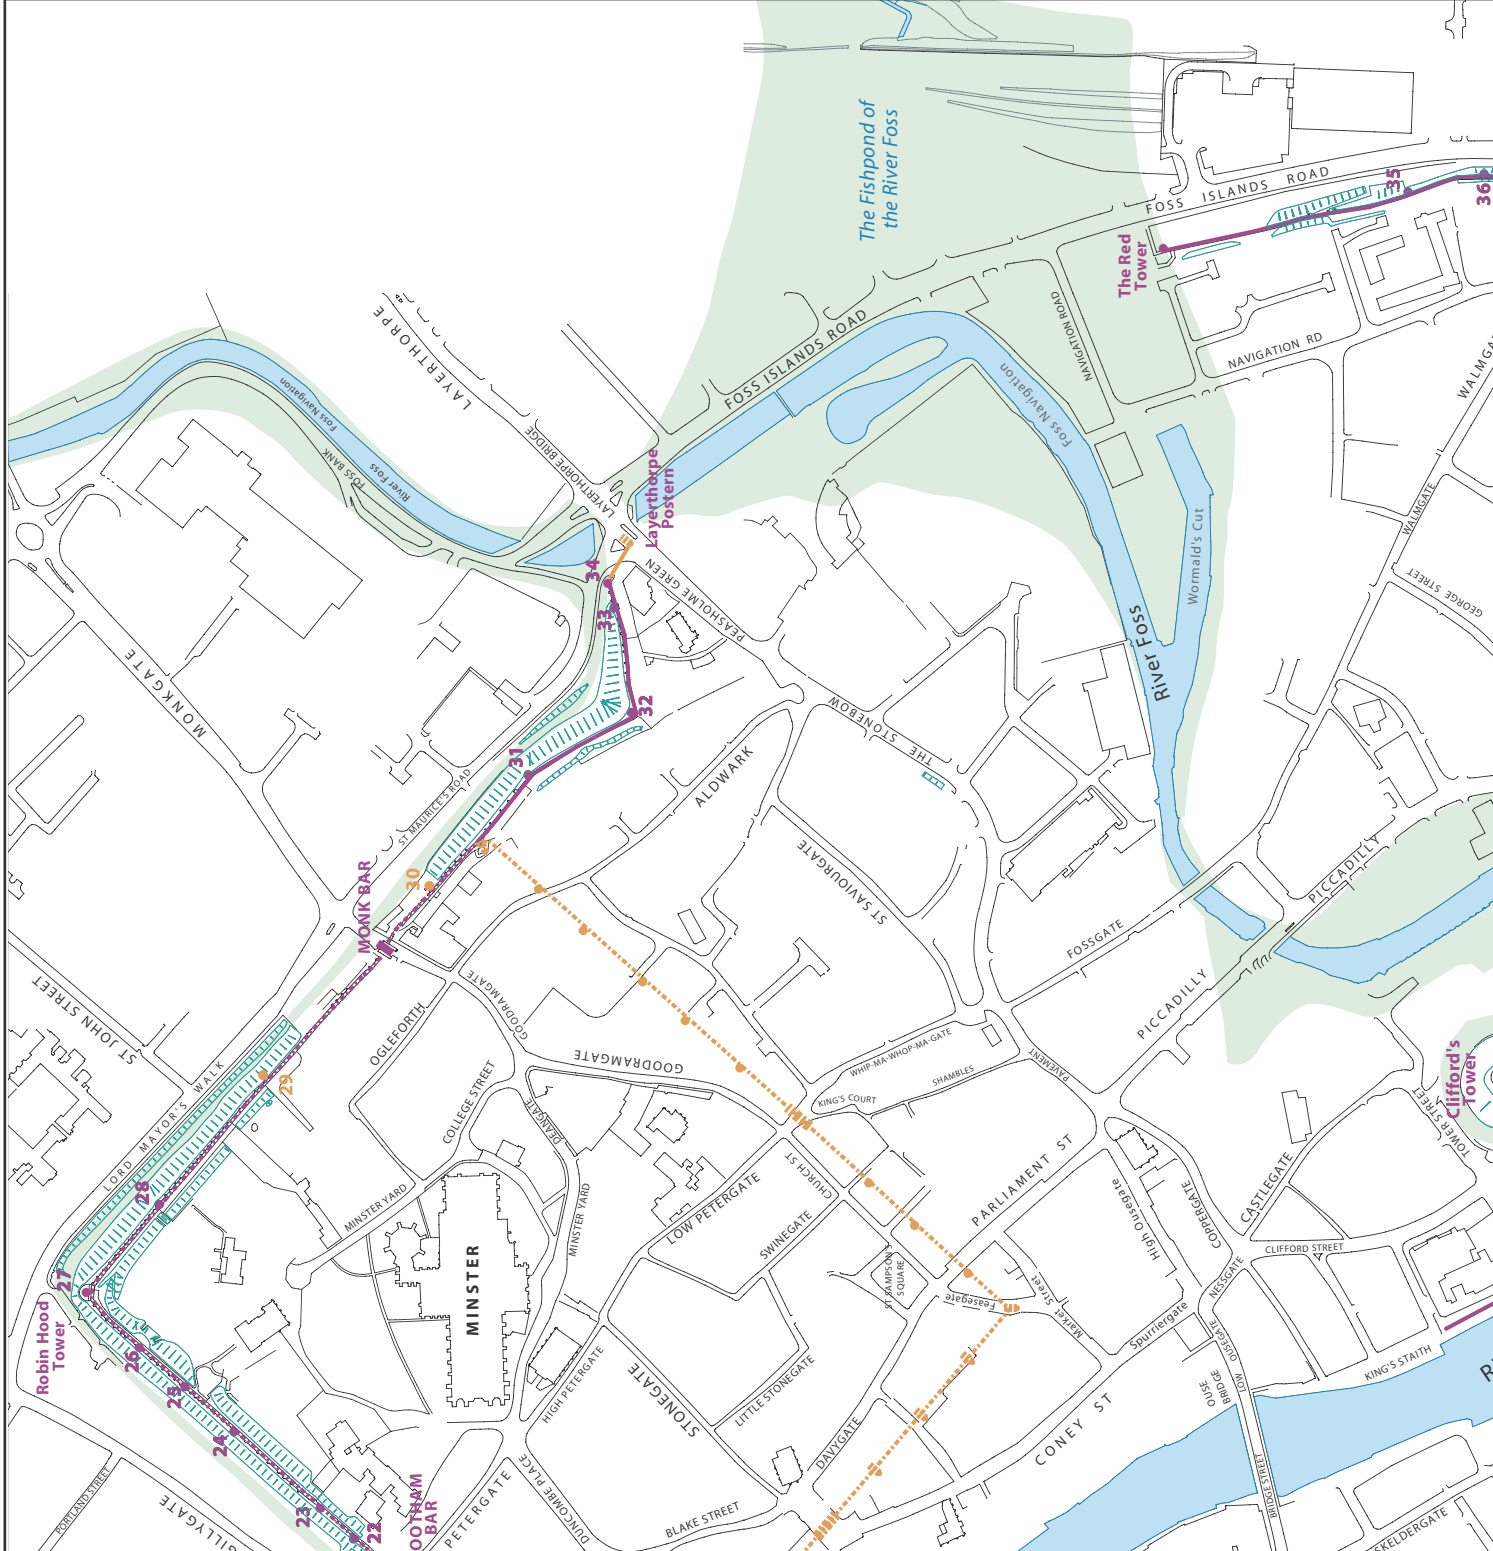 The Fishpond of
the River Foss
FOSS ISLANDS ROAD
35
36
The Red
Tower
LAYERTHORPE
FOSS ISLANDS ROAD
NAVIGATION ROAD
NAVIGATION RD
Foss Navigation
Foss Navigation
FOSS BANK
River Foss
LAYERTHORPE BRIDGE
LAYERTHORPE
Layerthorpe
Postern
WALMGATE
Wormald's Cut
GEORGE STREET
34
33
PEASHOLME GREEN
River Foss
MONKGATE
32
THE STONEBOW
31
ST MAURICE'S ROAD
ALDWARK
30
MONK BAR
ST SAVIOURGATE
PICCADILLY
FOSSGATE
ST JOHN STREET
GOODRAMGATE
OGLEFORTH
PICCADILLY
29
LORD MAYOR'S WALK
GOODRAMGATE
WHIP-MA-WHOP-MA-GATE
PAVEMENT
SHAMBLES
KING'S COURT
COLLEGE STREET
DEANGATE
Clifford's
Tower
TOWER STREET
CHURCH ST
PARLIAMENT ST
28
MINSTER YARD
MINSTER YARD
LOW PETERGATE
SWINEGATE
High Ousegate
COPPERGATE
CASTLEGATE
CLIFFORD STREET
27
Robin Hood
Tower
MINSTER
ST SAMPSON'S
SQUARE
Feasegate
Market Street
NESSGATE
Spurriergate
LOW OUSEGATE
OUSE
BRIDGE
KING'S STAITH
26
25
24
HIGH PETERGATE
STONEGATE
LITTLE STONEGATE
DAVYGATE
CONEY ST
PORTLAND STREET
GILLYGATE
23
22
OOTHAM
BAR
PETERGATE
DUNCOMBE PLACE
BLAKE STREET
BRIDGE STREET
SKELDERGATE